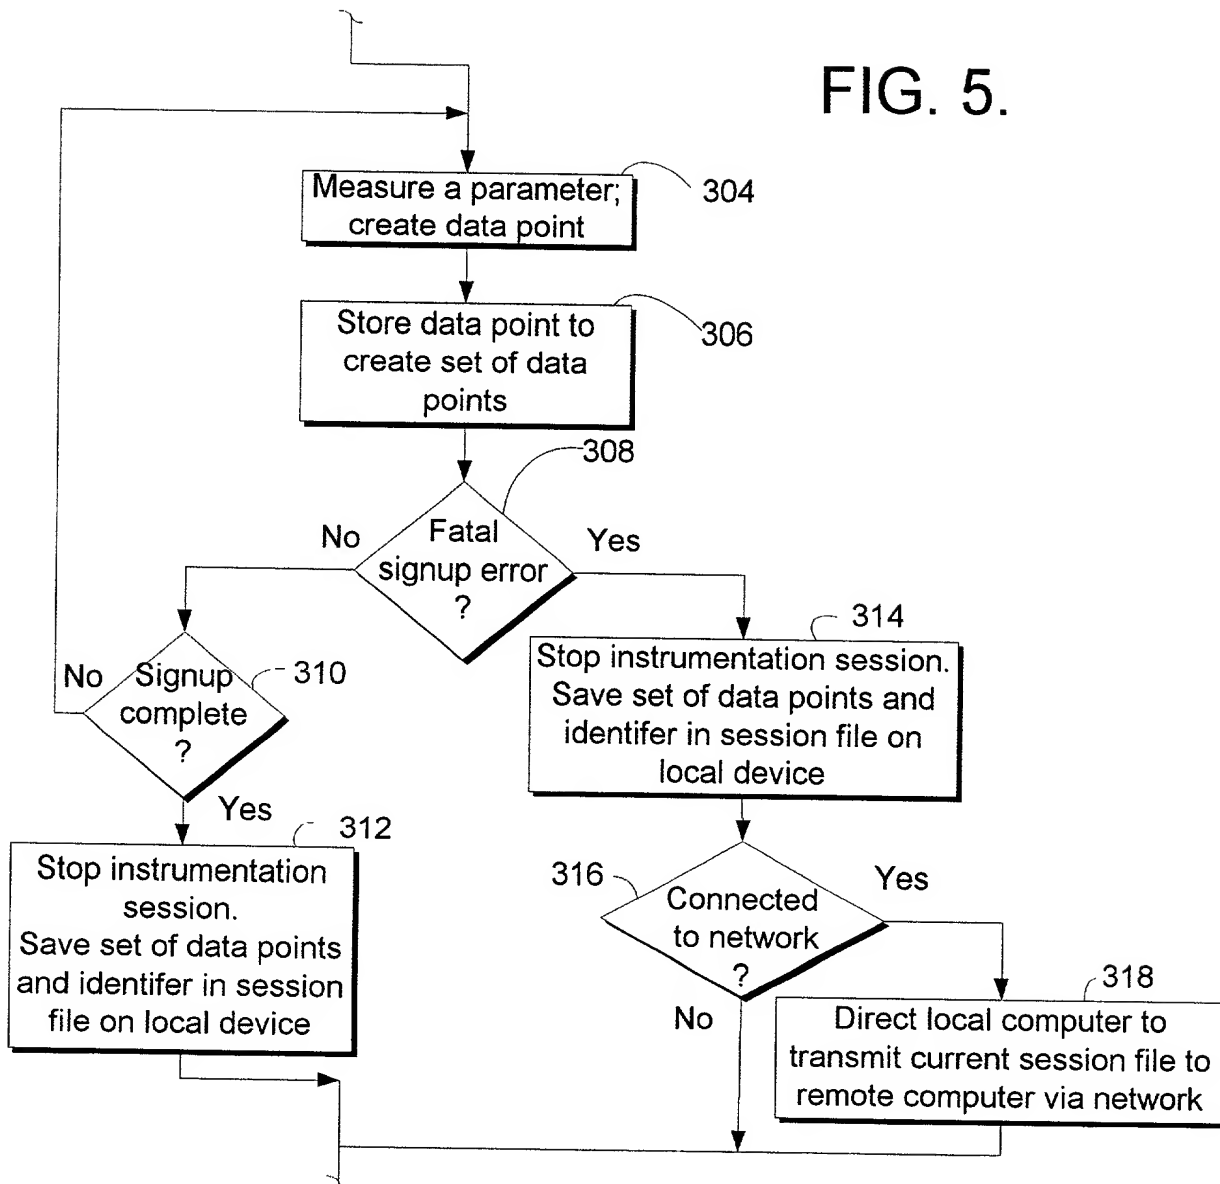 FIG. 5.
Measure a parameter;
create data point
304
Store data point to
create set of data
points
306
308
Fatal
signup error
?
No
Yes
310
Signup
complete
?
No
Yes
314
Stop instrumentation session.
Save set of data points and
identifer in session file on
local device
312
Stop instrumentation
session.
Save set of data points
and identifer in session
file on local device
316
Connected
to network
?
Yes
No
318
Direct local computer to
transmit current session file to
remote computer via network